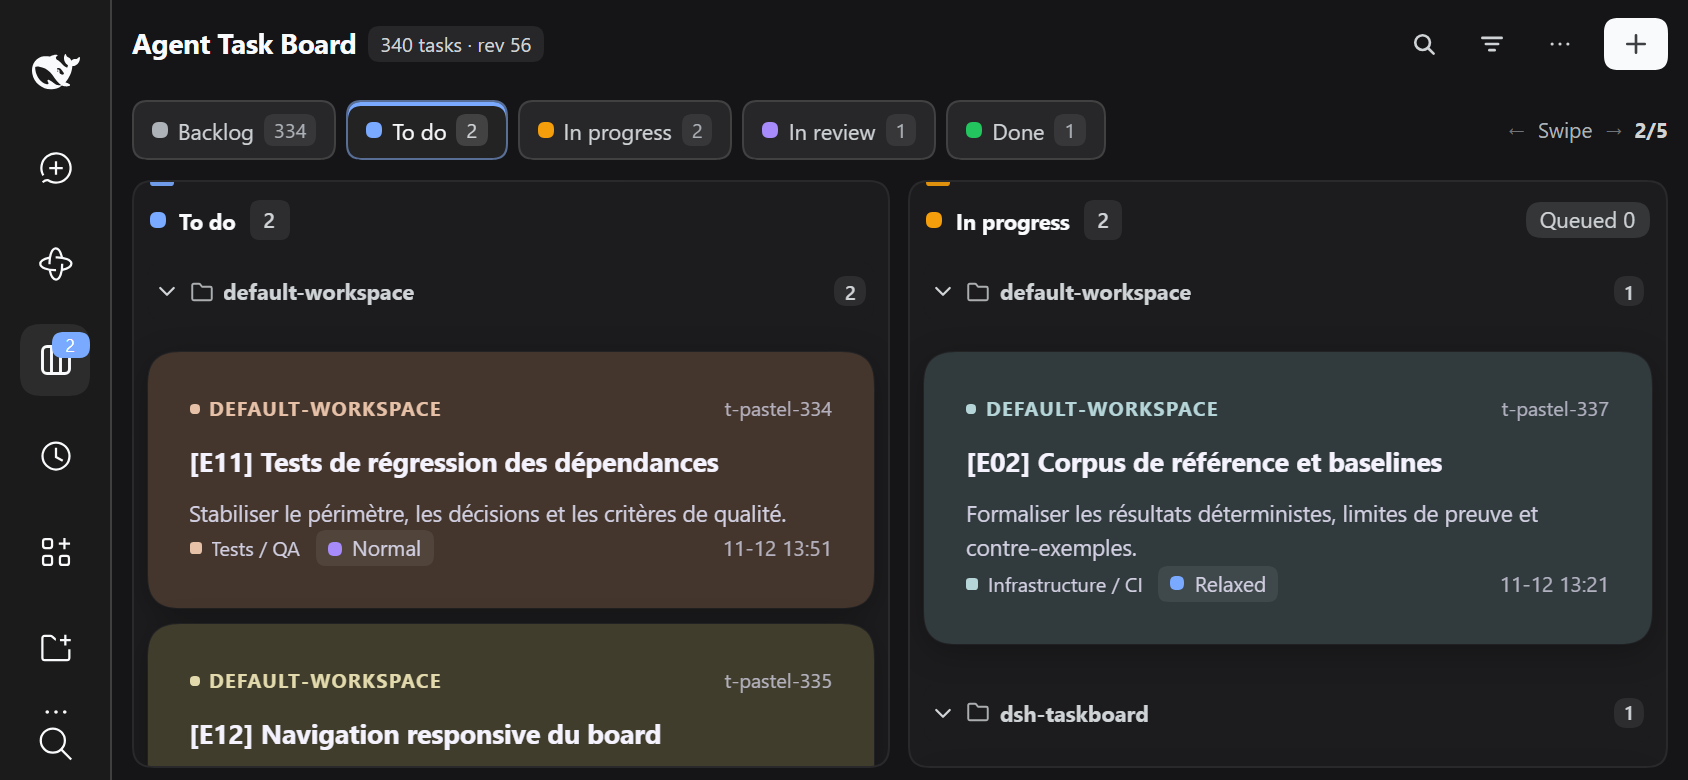 Agent Task Board
340 tasks · rev 56
Backlog 334
To do 2
In progress 2
In review 1
Done 1
← Swipe → 2/5
2
To do 2
default-workspace 2
DEFAULT-WORKSPACE t-pastel-334
[E11] Tests de régression des dépendances
Stabiliser le périmètre, les décisions et les critères de qualité.
Tests / QA Normal 11-12 13:51
DEFAULT-WORKSPACE t-pastel-335
[E12] Navigation responsive du board
In progress 2 Queued 0
default-workspace 1
DEFAULT-WORKSPACE t-pastel-337
[E02] Corpus de référence et baselines
Formaliser les résultats déterministes, limites de preuve et
contre-exemples.
Infrastructure / CI Relaxed 11-12 13:21
dsh-taskboard 1